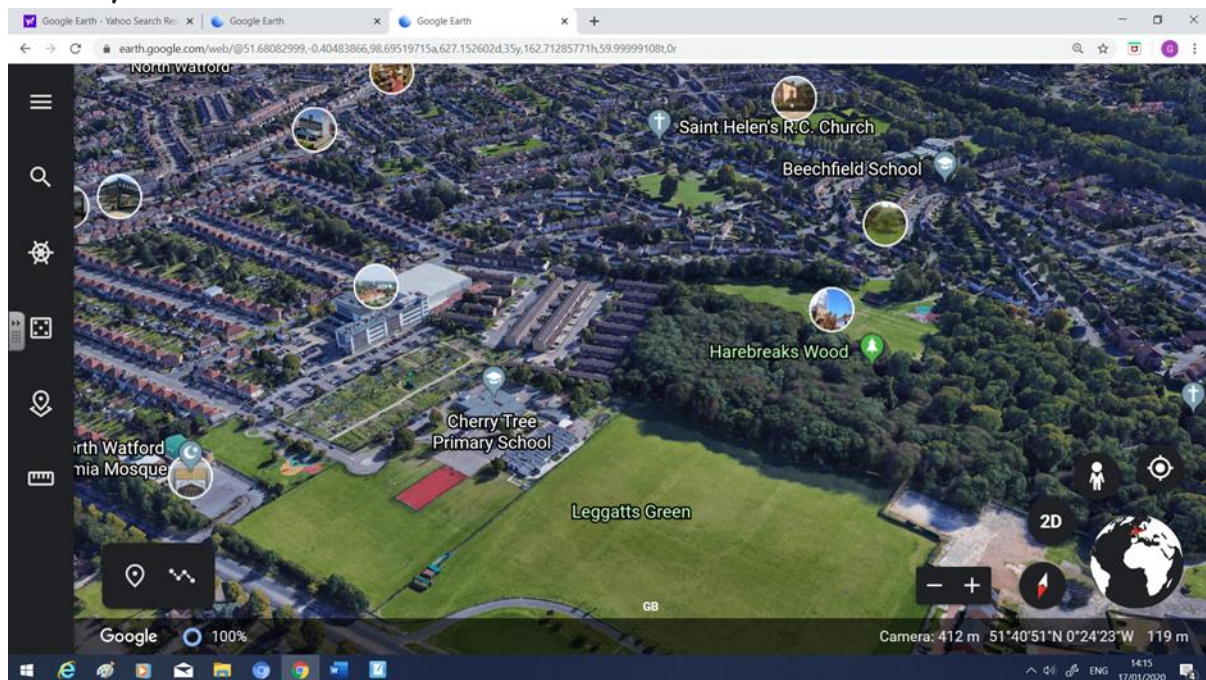 Google Earth - Yahoo Search Res
Google Earth
Google Earth
earth.google.com/web/@51.68082999,-0.40483866,98.69519715a,627.152602d,35y,162.71285771h,59.99999108t,0r
G
North Watford
Saint Helen's R.C. Church
Beechfield School
Harebreaks Wood
Cherry Tree
Primary School
rth Watford
mia Mosque
Leggatts Green
2D
GB
Google
100%
Camera: 412 m 51°40'51"N 0°24'23"W 119 m
ENG
14:15
17/01/2020
4